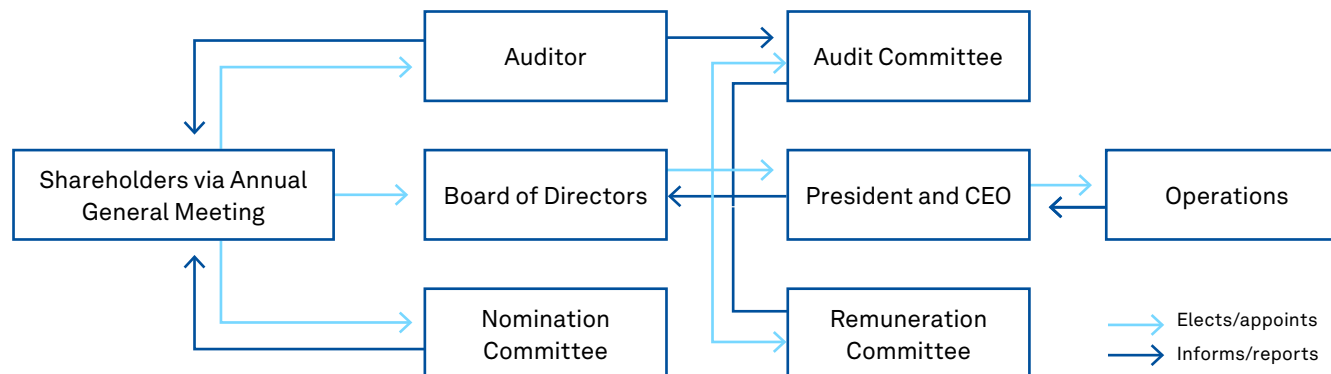 Auditor
Audit Committee
Shareholders via Annual
General Meeting
Board of Directors
President and CEO
Operations
Nomination
Committee
Remuneration
Committee
Elects/appoints
Informs/reports